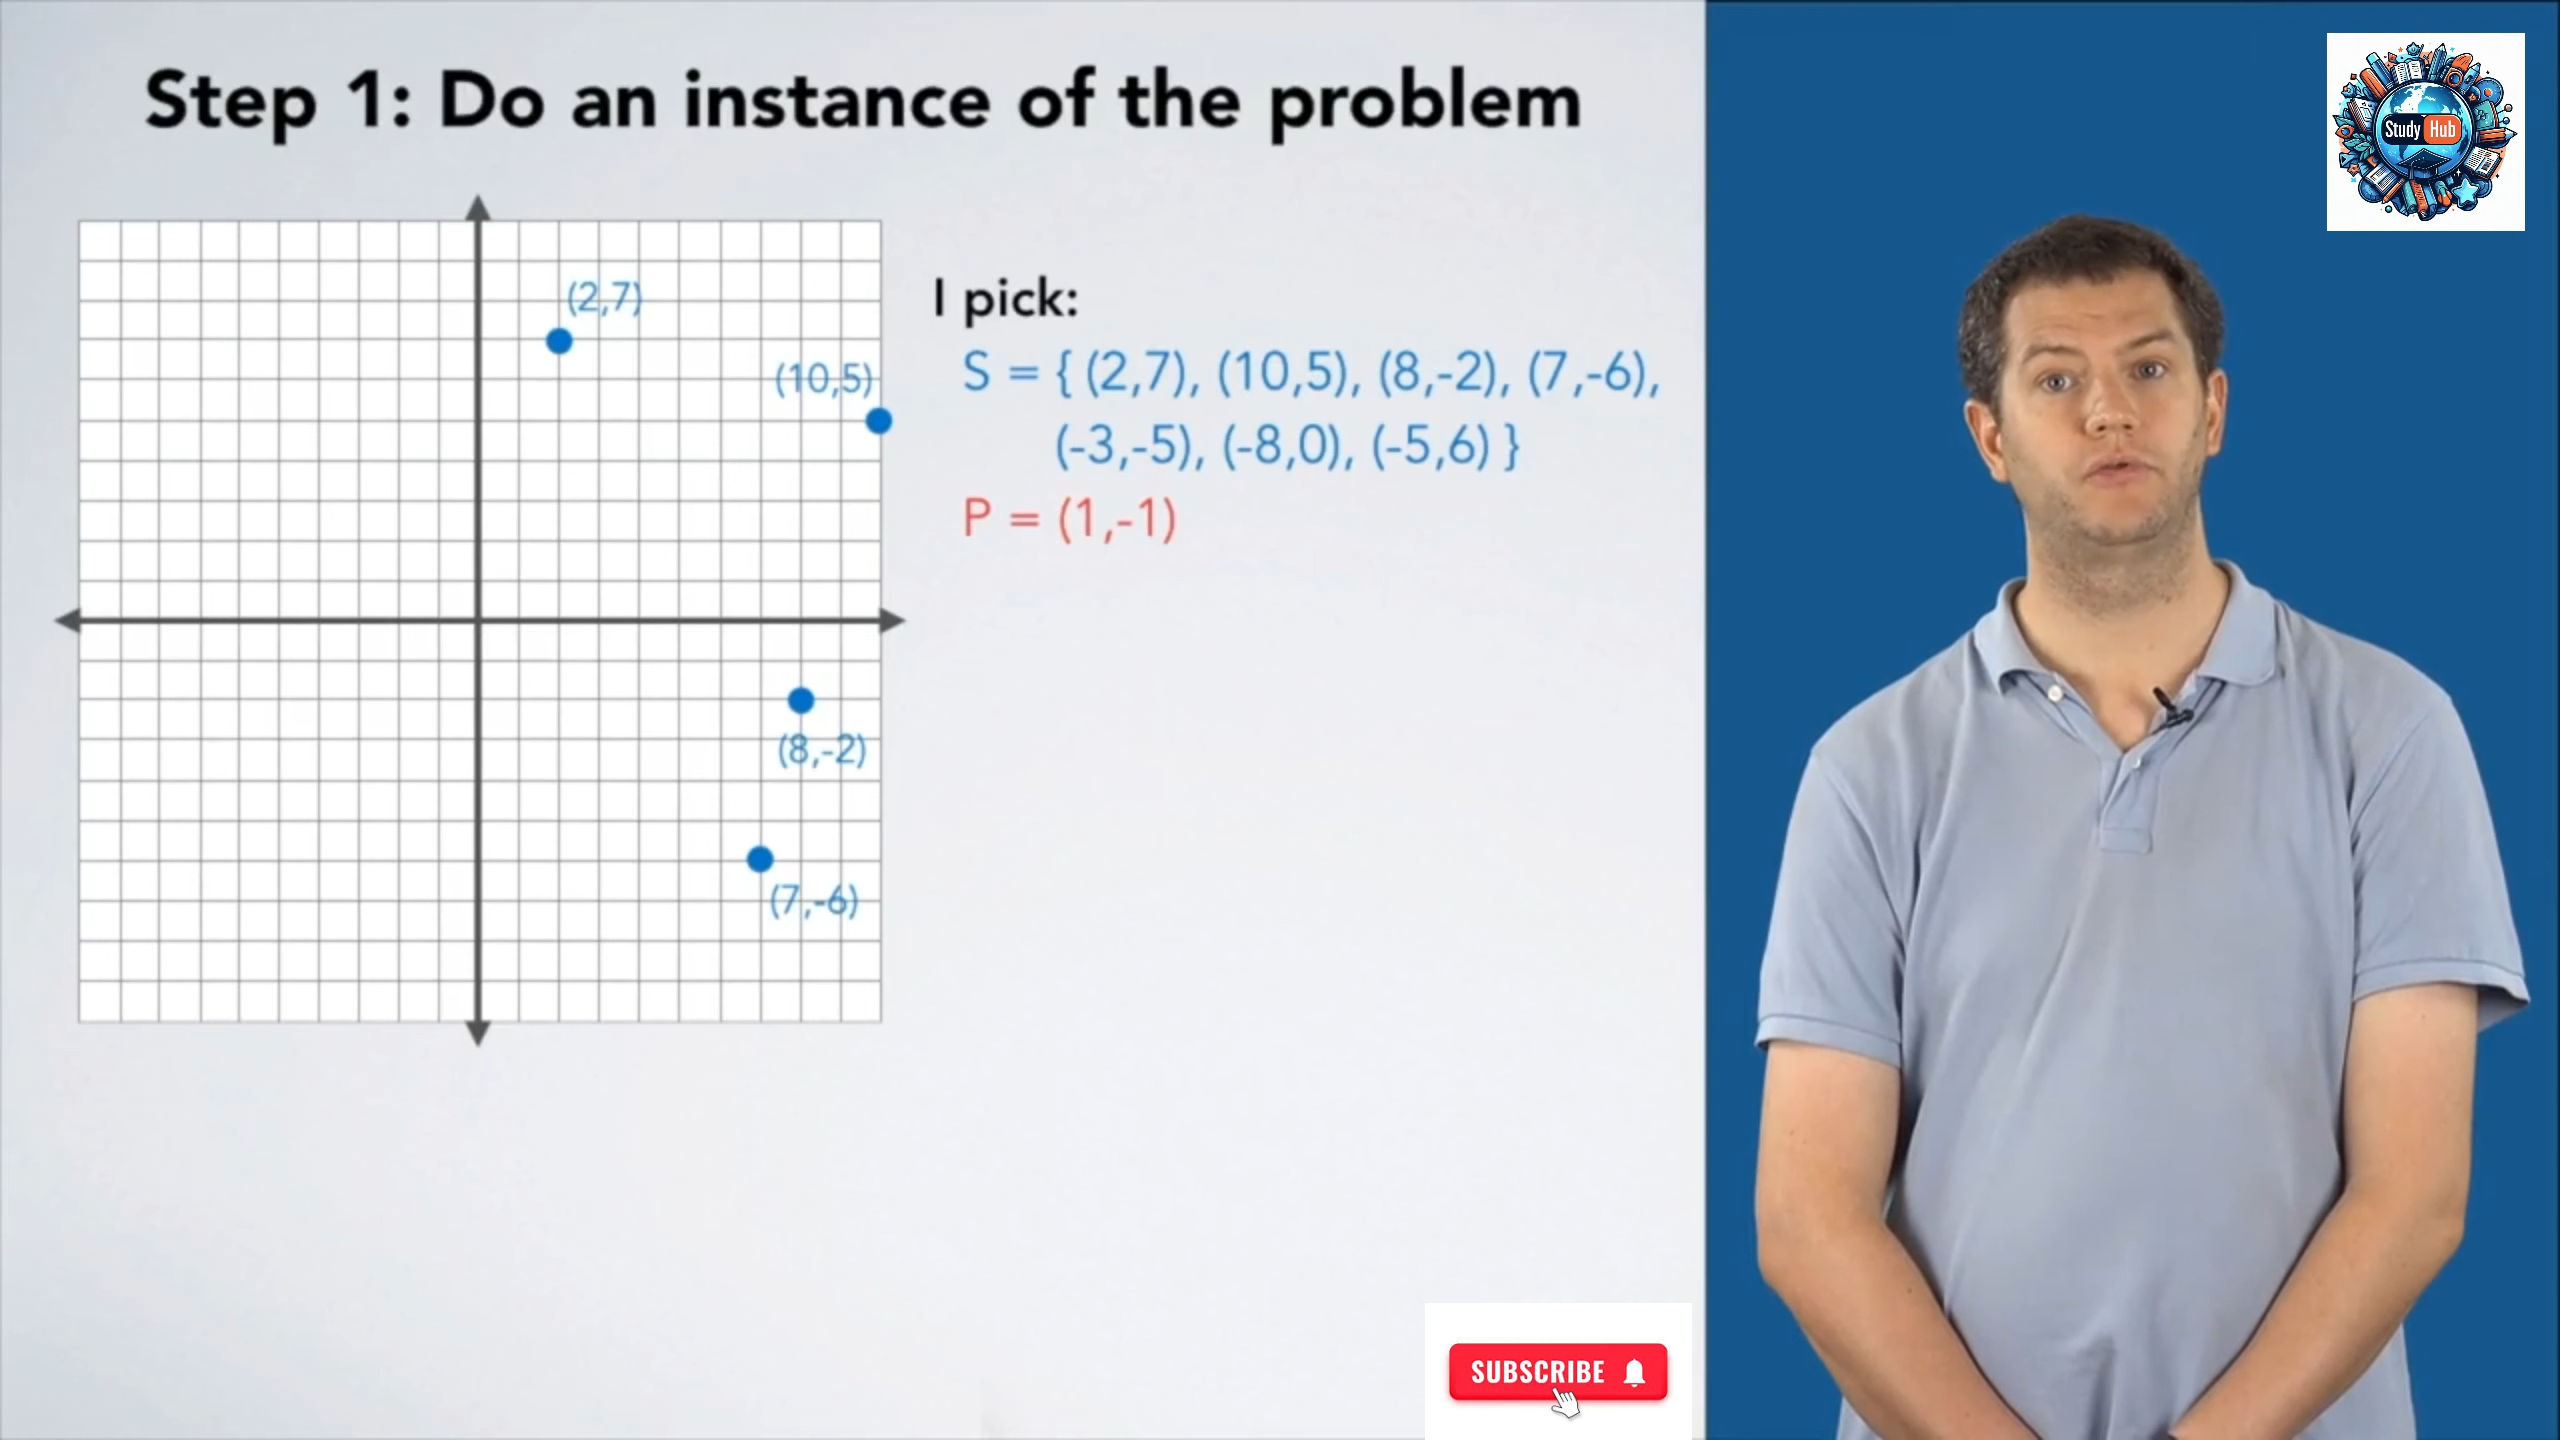 Step 1: Do an instance of the problem
Study Hub
(2,7)
(10,5)
(8,-2)
(7,-6)
I pick:
S = { (2,7), (10,5), (8,-2), (7,-6),
(-3,-5), (-8,0), (-5,6) }
P = (1,-1)
SUBSCRIBE